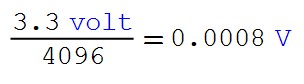 3.3 volt
4096 = 0.0008 V